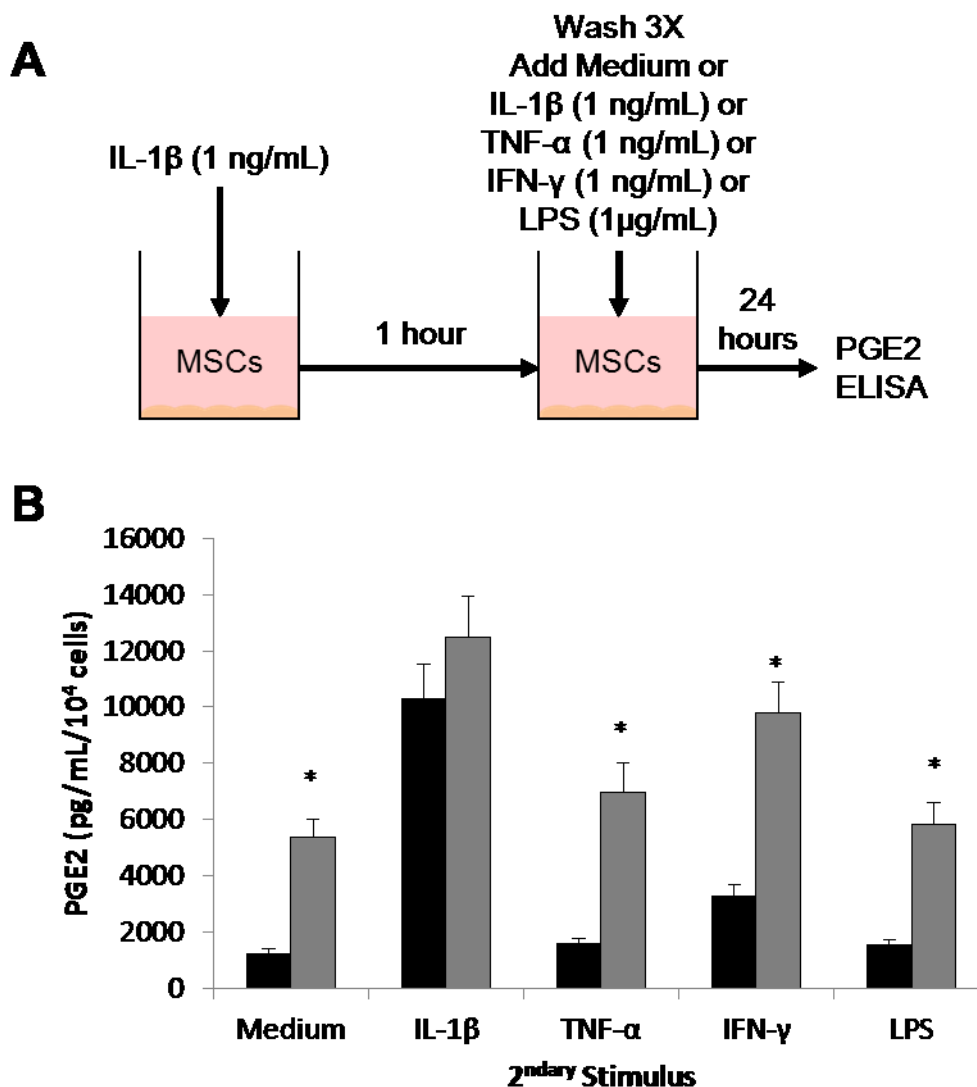 A
Wash 3X
Add Medium or
IL-1β (1 ng/mL) or
TNF-α (1 ng/mL) or
IFN-γ (1 ng/mL) or
LPS (1µg/mL)
IL-1β (1 ng/mL)
MSCs
1 hour
MSCs
24
hours
PGE2
ELISA
B
PGE2 (pg/mL/10⁴ cells)
16000
14000
12000
10000
8000
6000
4000
2000
0
*
*
*
*
Medium
IL-1β
TNF-α
IFN-γ
LPS
2ⁿᵈᵃʳʸ Stimulus